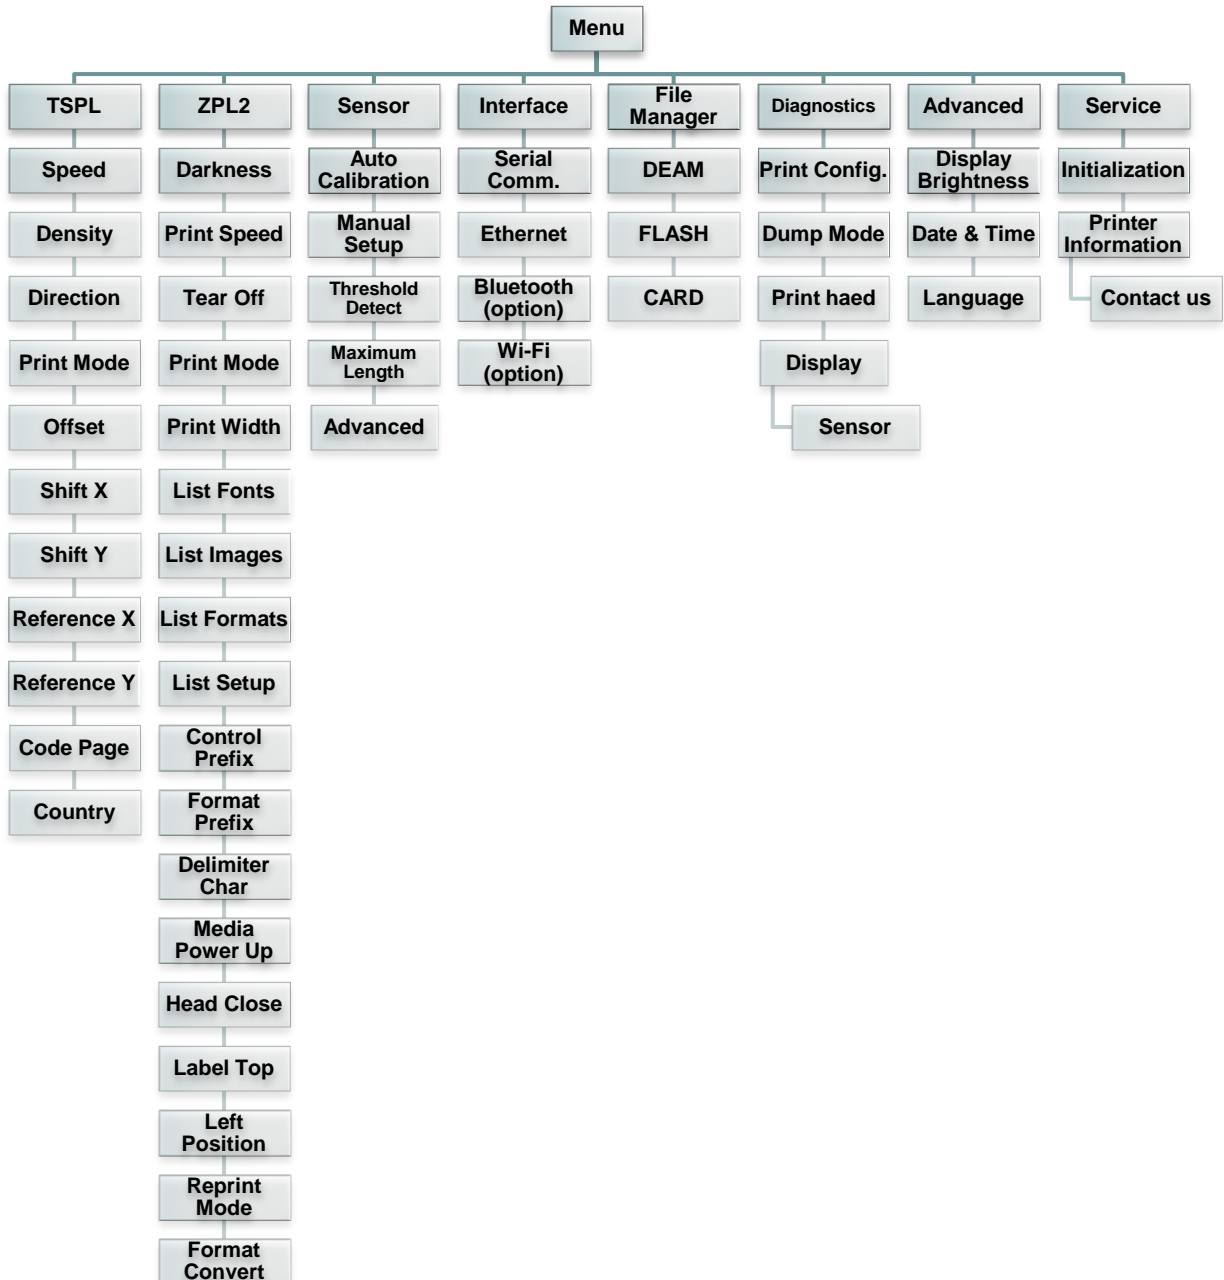 Menu
TSPL
Speed
Density
Direction
Print Mode
Offset
Shift X
Shift Y
Reference X
Reference Y
Code Page
Country
ZPL2
Darkness
Print Speed
Tear Off
Print Mode
Print Width
List Fonts
List Images
List Formats
List Setup
Control
Prefix
Format
Prefix
Delimiter
Char
Media
Power Up
Head Close
Label Top
Left
Position
Reprint
Mode
Format
Convert
Sensor
Auto
Calibration
Manual
Setup
Threshold
Detect
Maximum
Length
Advanced
Interface
Serial
Comm.
Ethernet
Bluetooth
(option)
Wi-Fi
(option)
File
Manager
DEAM
FLASH
CARD
Diagnostics
Print Config.
Dump Mode
Print haed
Display
Sensor
Advanced
Display
Brightness
Date & Time
Language
Service
Initialization
Printer
Information
Contact us